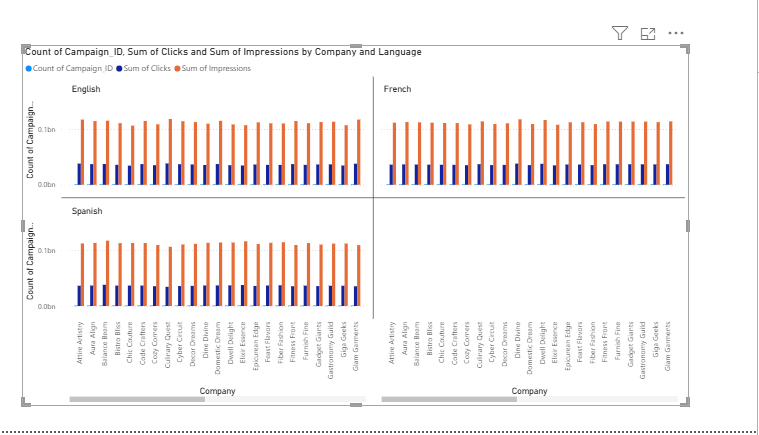 Count of Campaign_ID, Sum of Clicks and Sum of Impressions by Company and Language
Count of Campaign_ID Sum of Clicks Sum of Impressions
English
French
Count of Campaign...
0.1bn
0.0bn
Spanish
Count of Campaign...
0.1bn
0.0bn
Attire Artistry
Aura Align
Balance Beam
Bistro Bliss
Chic Couture
Code Crafters
Cozy Corners
Culinary Quest
Cyber Circuit
Decor Dreams
Dine Divine
Domestic Dream
Dwell Delight
Elixir Essence
Epicurean Edge
Feast Flavors
Fiber Fashion
Fitness Front
Furnish Fine
Gadget Giants
Gastronomy Guild
Giga Geeks
Glam Garments
Attire Artistry
Aura Align
Balance Beam
Bistro Bliss
Chic Couture
Code Crafters
Cozy Corners
Culinary Quest
Cyber Circuit
Decor Dreams
Dine Divine
Domestic Dream
Dwell Delight
Elixir Essence
Epicurean Edge
Feast Flavors
Fiber Fashion
Fitness Front
Furnish Fine
Gadget Giants
Gastronomy Guild
Giga Geeks
Glam Garments
Company
Company